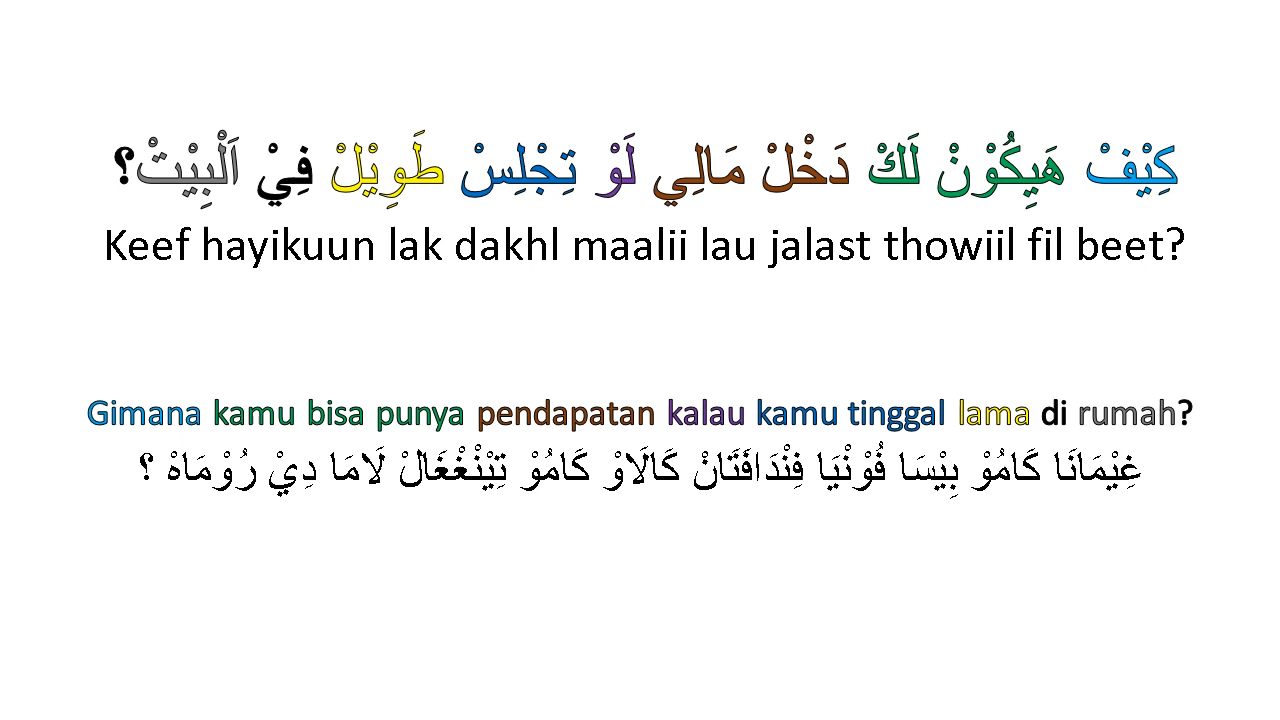 كِيْفْ هَيِكُوْنْ لَكْ دَخْلْ مَالِي لَوْ تِجْلِسْ طَوِيْلْ فِيْ اَلْبِيْتْ؟
Keef hayikuun lak dakhl maalii lau jalast thowiil fil beet?
Gimana kamu bisa punya pendapatan kalau kamu tinggal lama di rumah?
غِيْمَانَا كَامُوْ بِيْسَا فُوْنْيَا فِنْدَافَتَانْ كَالَاوْ كَامُوْ تِيْنْغْغَالْ لَامَا دِيْ رُوْمَاهْ ؟